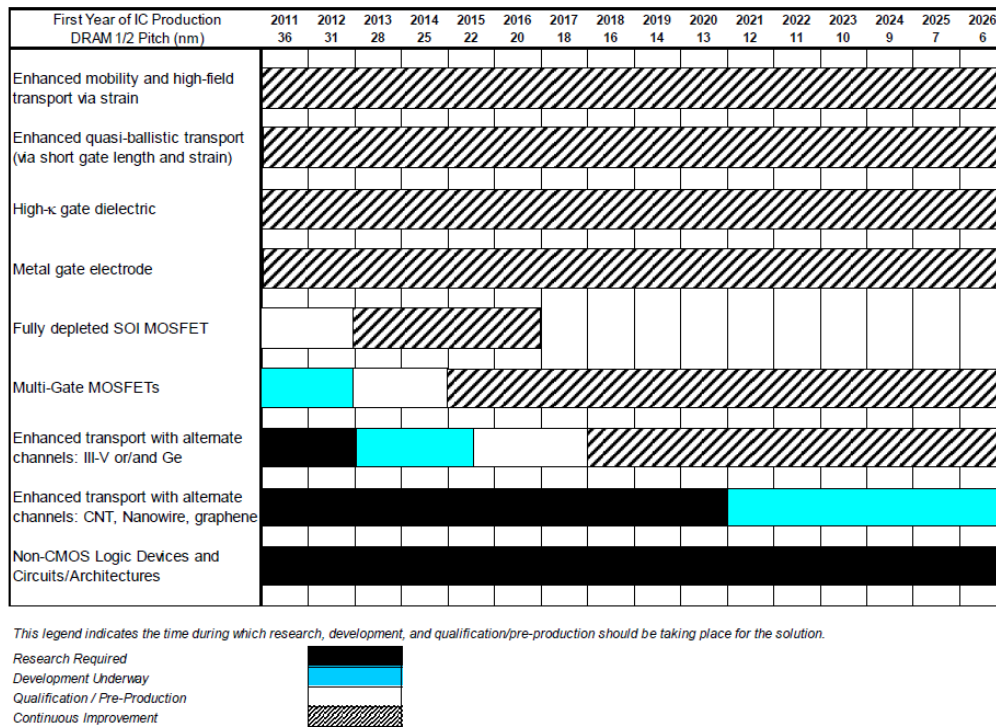 First Year of IC Production 2011 2012 2013 2014 2015 2016 2017 2018 2019 2020 2021 2022 2023 2024 2025 2026
DRAM 1/2 Pitch (nm) 36 31 28 25 22 20 18 16 14 13 12 11 10 9 7 6
Enhanced mobility and high-field
transport via strain
Enhanced quasi-ballistic transport
(via short gate length and strain)
High-κ gate dielectric
Metal gate electrode
Fully depleted SOI MOSFET
Multi-Gate MOSFETs
Enhanced transport with alternate
channels: III-V or/and Ge
Enhanced transport with alternate
channels: CNT, Nanowire, graphene
Non-CMOS Logic Devices and
Circuits/Architectures
This legend indicates the time during which research, development, and qualification/pre-production should be taking place for the solution.
Research Required
Development Underway
Qualification / Pre-Production
Continuous Improvement